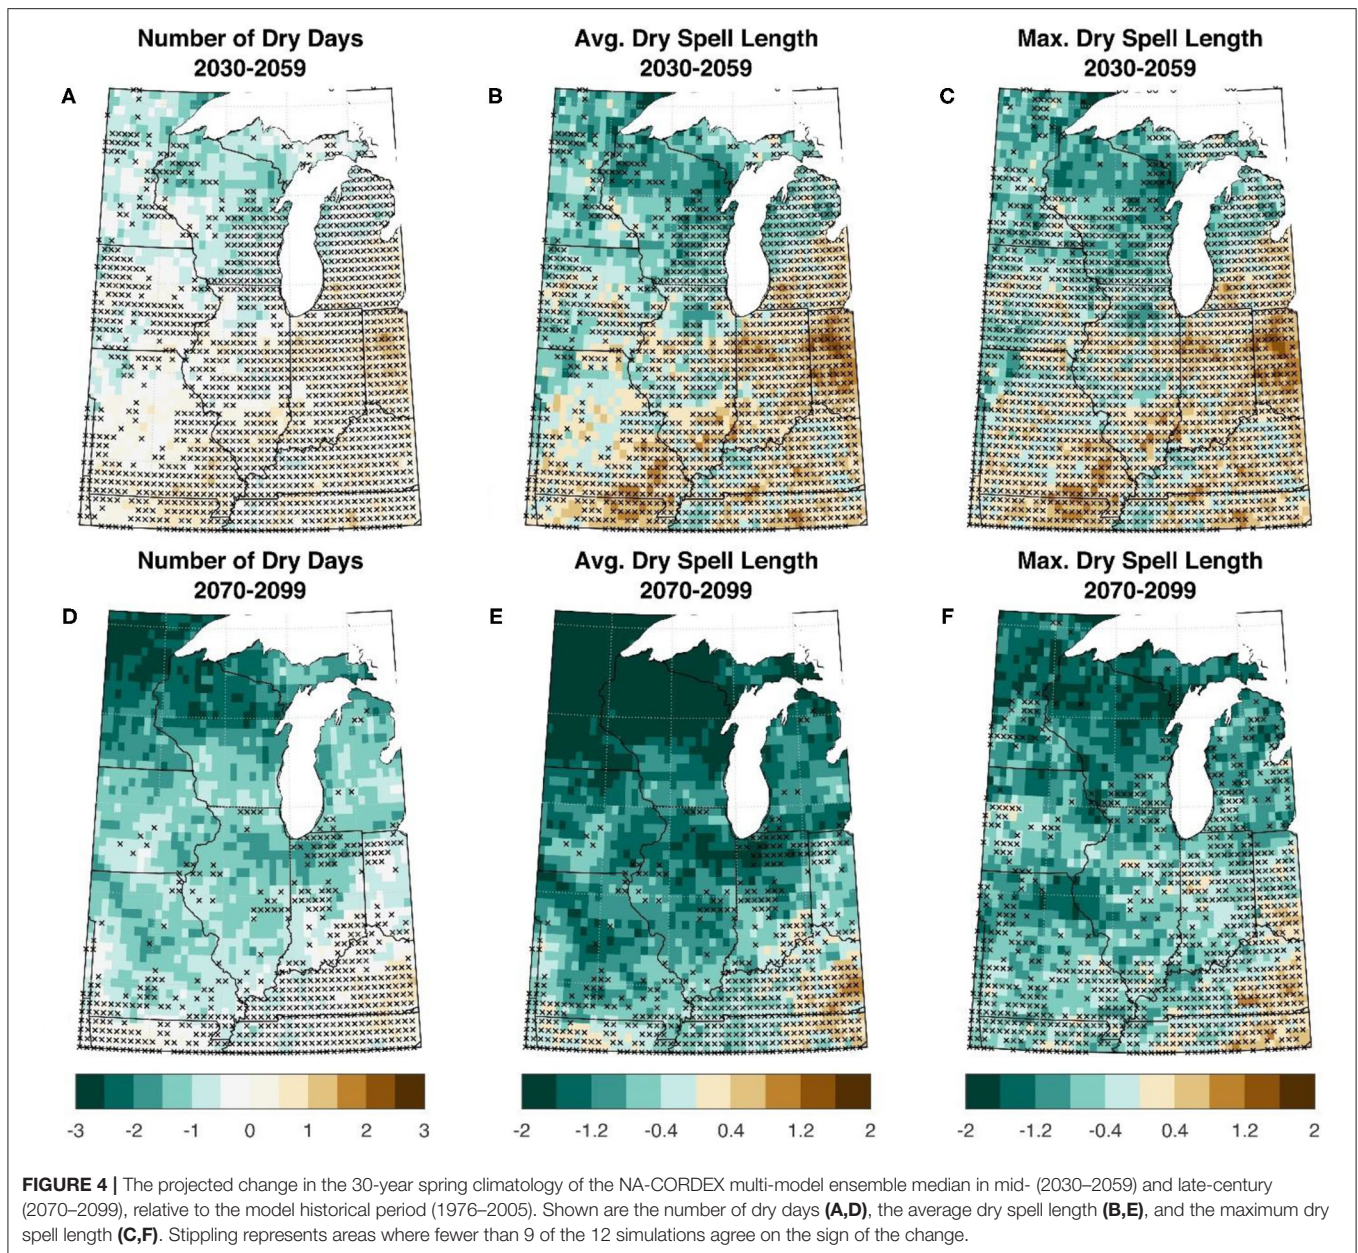 Number of Dry Days
2030-2059
Avg. Dry Spell Length
2030-2059
Max. Dry Spell Length
2030-2059
A
B
C
Number of Dry Days
2070-2099
Avg. Dry Spell Length
2070-2099
Max. Dry Spell Length
2070-2099
D
E
F
-3 -2 -1 0 1 2 3
-2 -1.2 -0.4 0.4 1.2 2
-2 -1.2 -0.4 0.4 1.2 2
FIGURE 4 | The projected change in the 30-year spring climatology of the NA-CORDEX multi-model ensemble median in mid- (2030–2059) and late-century
(2070–2099), relative to the model historical period (1976–2005). Shown are the number of dry days (A,D), the average dry spell length (B,E), and the maximum dry
spell length (C,F). Stippling represents areas where fewer than 9 of the 12 simulations agree on the sign of the change.